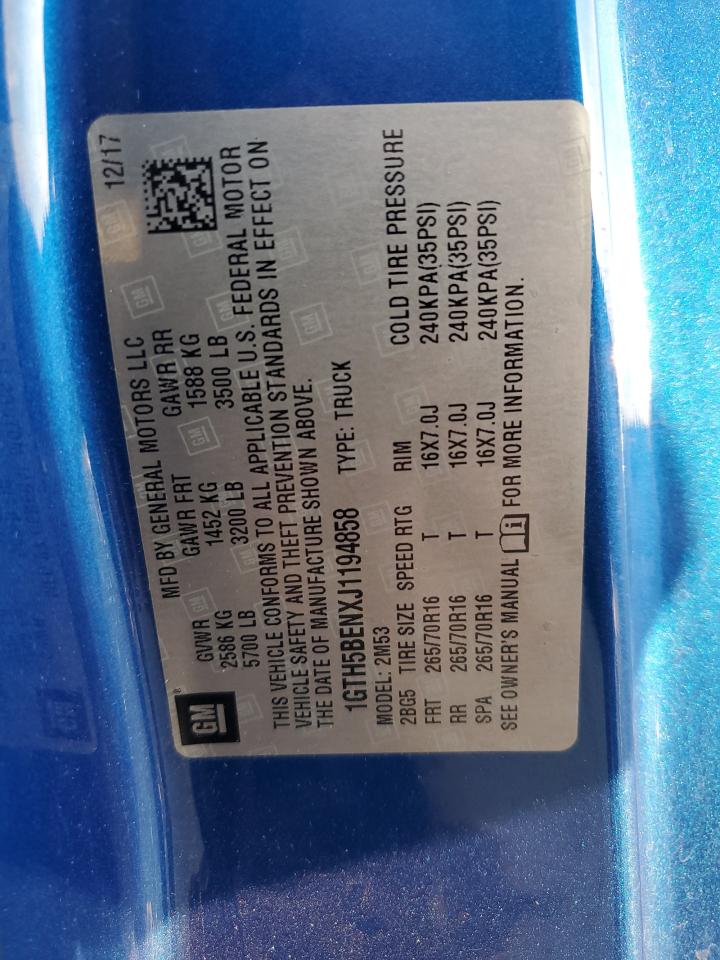 MFD BY GENERAL MOTORS LLC 12/17
GVWR GAWR FRT GAWR RR
2586 KG 1452 KG 1588 KG
5700 LB 3200 LB 3500 LB
GM
THIS VEHICLE CONFORMS TO ALL APPLICABLE U.S. FEDERAL MOTOR
VEHICLE SAFETY AND THEFT PREVENTION STANDARDS IN EFFECT ON
THE DATE OF MANUFACTURE SHOWN ABOVE.
1GTH5BENXJ1194858 TYPE: TRUCK
MODEL: 2M53
2BG5 TIRE SIZE SPEED RTG RIM COLD TIRE PRESSURE
FRT 265/70R16 T 16X7.0J 240KPA(35PSI)
RR 265/70R16 T 16X7.0J 240KPA(35PSI)
SPA 265/70R16 T 16X7.0J 240KPA(35PSI)
SEE OWNER'S MANUAL FOR MORE INFORMATION.